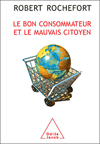 ROBERT ROCHEFORT
LE BON CONSOMMATEUR
ET LE MAUVAIS CITOYEN
Odile
Jacob